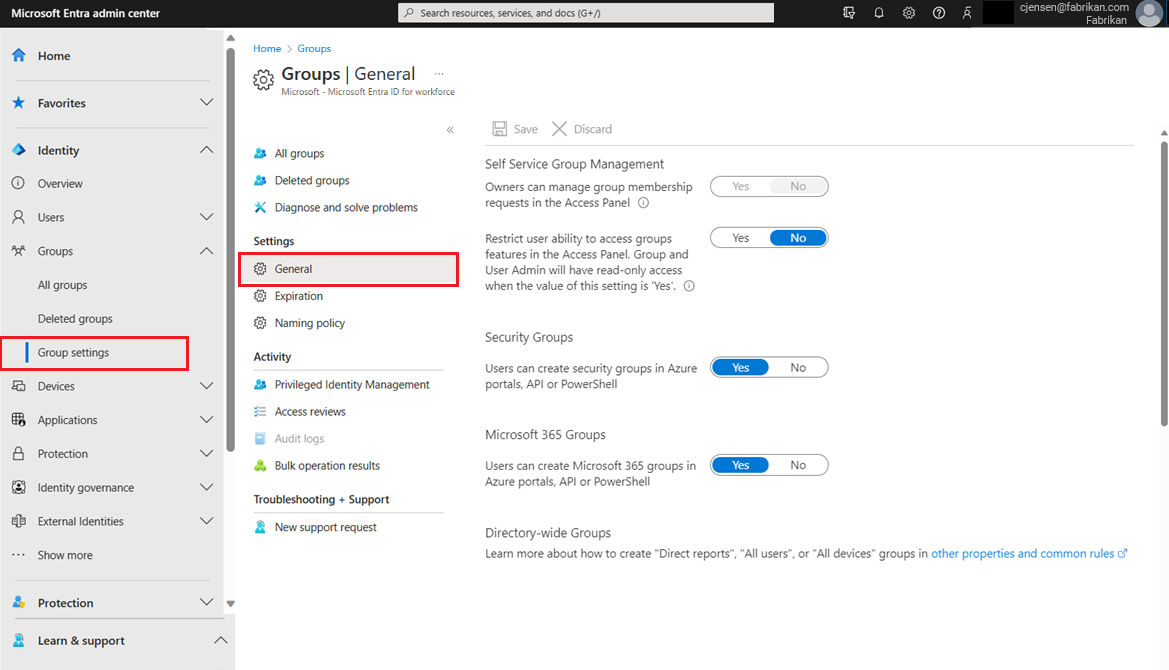 Microsoft Entra admin center
Search resources, services, and docs (G+/)
cjensen@fabrikan.com
Fabrikan
Home
Favorites
Identity
Overview
Users
Groups
All groups
Deleted groups
Group settings
Devices
Applications
Protection
Identity governance
External Identities
Show more
Protection
Learn & support
Home > Groups
Groups | General
Microsoft - Microsoft Entra ID for workforce
All groups
Deleted groups
Diagnose and solve problems
Settings
General
Expiration
Naming policy
Activity
Privileged Identity Management
Access reviews
Audit logs
Bulk operation results
Troubleshooting + Support
New support request
Save Discard
Self Service Group Management
Owners can manage group membership
requests in the Access Panel
Yes No
Restrict user ability to access groups
features in the Access Panel. Group and
User Admin will have read-only access
when the value of this setting is 'Yes'.
Yes No
Security Groups
Users can create security groups in Azure
portals, API or PowerShell
Yes No
Microsoft 365 Groups
Users can create Microsoft 365 groups in
Azure portals, API or PowerShell
Yes No
Directory-wide Groups
Learn more about how to create "Direct reports", "All users", or "All devices" groups in other properties and common rules